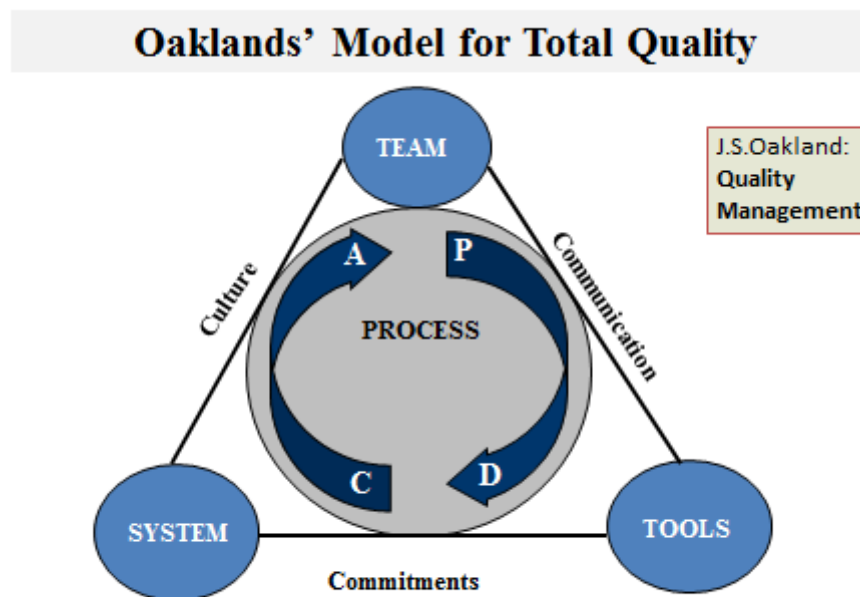 Oaklands’ Model for Total Quality
TEAM
J.S.Oakland:
Quality
Management
Culture
A
P
Communication
PROCESS
C
D
SYSTEM
TOOLS
Commitments